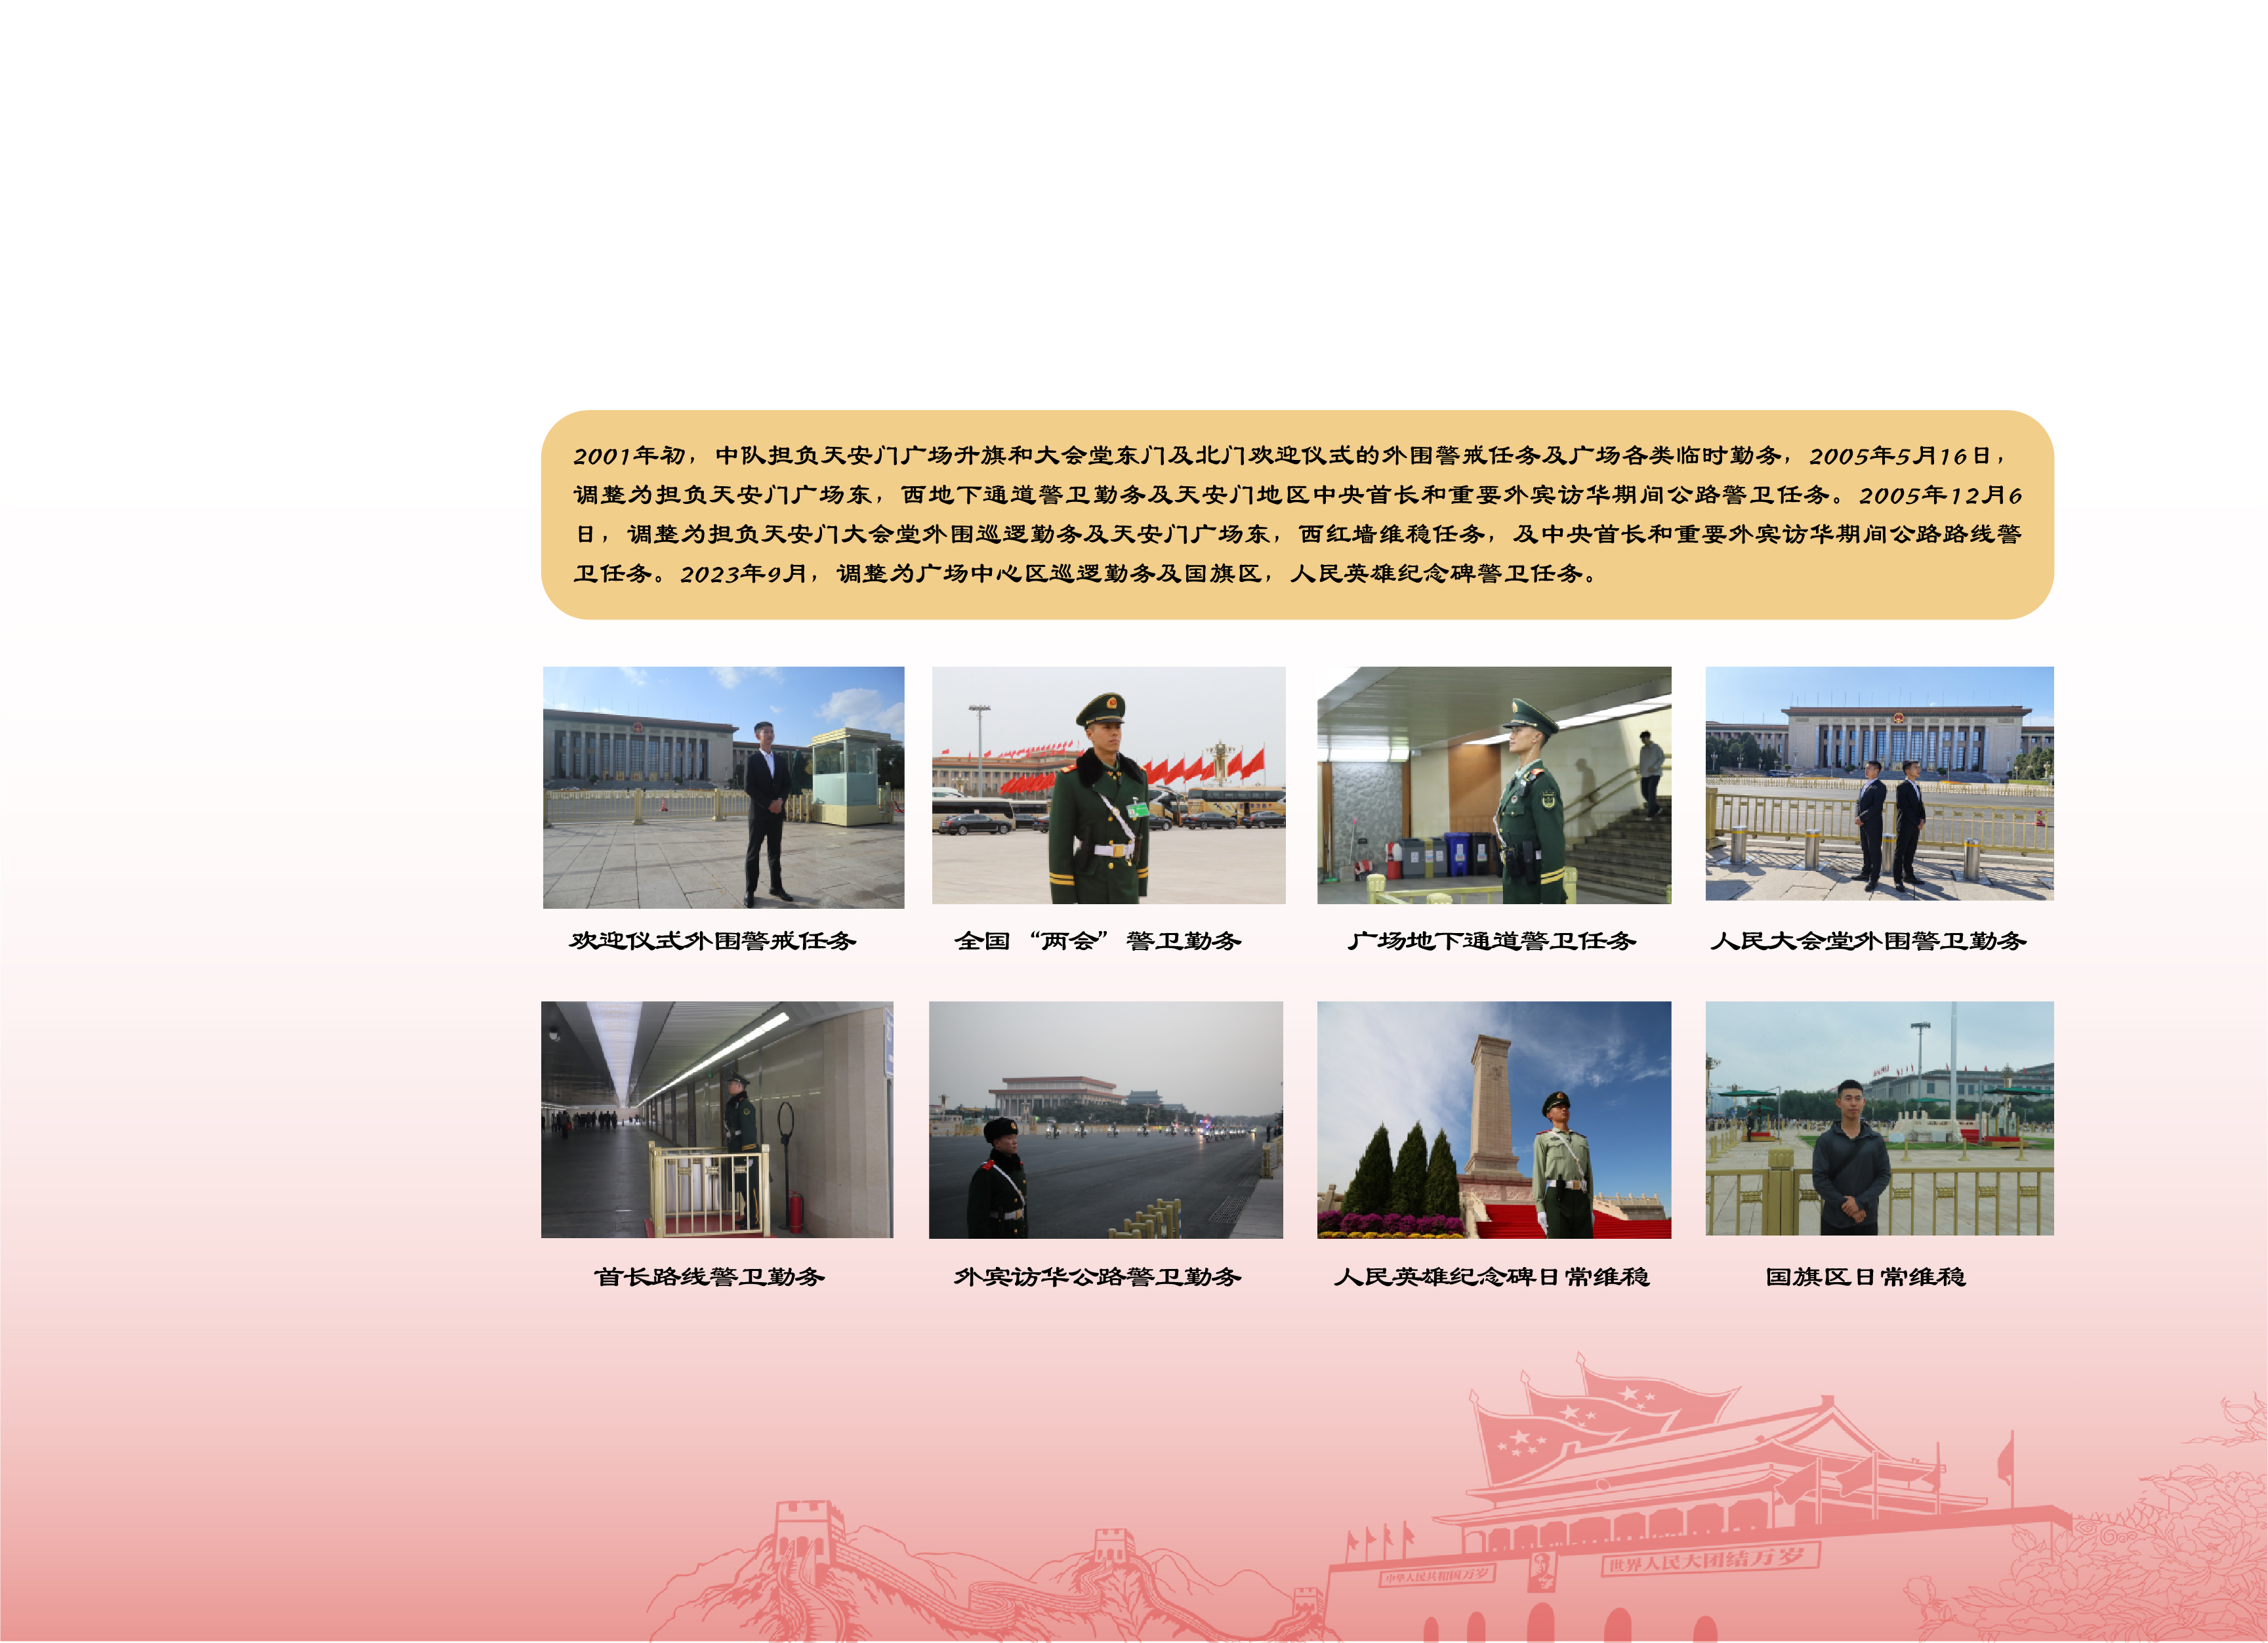 2001年初，中队担负天安门广场升旗和大会堂东门及北门欢迎仪式的外围警戒任务及广场各类临时勤务，2005年5月16日，
调整为担负天安门广场东，西地下通道警卫勤务及天安门地区中央首长和重要外宾访华期间公路警卫任务。2005年12月6
日，调整为担负天安门大会堂外围巡逻勤务及天安门广场东，西红墙维稳任务，及中央首长和重要外宾访华期间公路路线警
卫任务。2023年9月，调整为广场中心区巡逻勤务及国旗区，人民英雄纪念碑警卫任务。
欢迎仪式外围警戒任务
全国“两会”警卫勤务
广场地下通道警卫任务
人民大会堂外围警卫勤务
首长路线警卫勤务
外宾访华公路警卫勤务
人民英雄纪念碑日常维稳
国旗区日常维稳
中华人民共和国万岁
世界人民大团结万岁